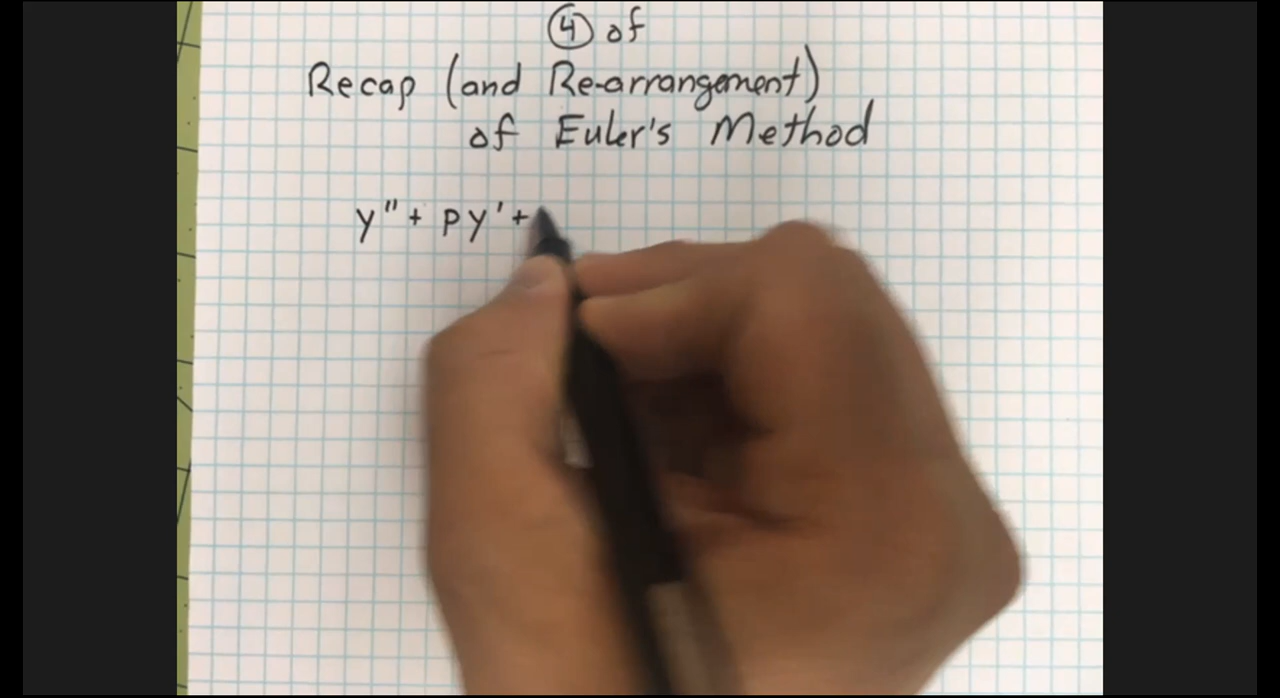 ④ of
Recap (and Re-arrangement)
of Euler's Method
y" + py' +